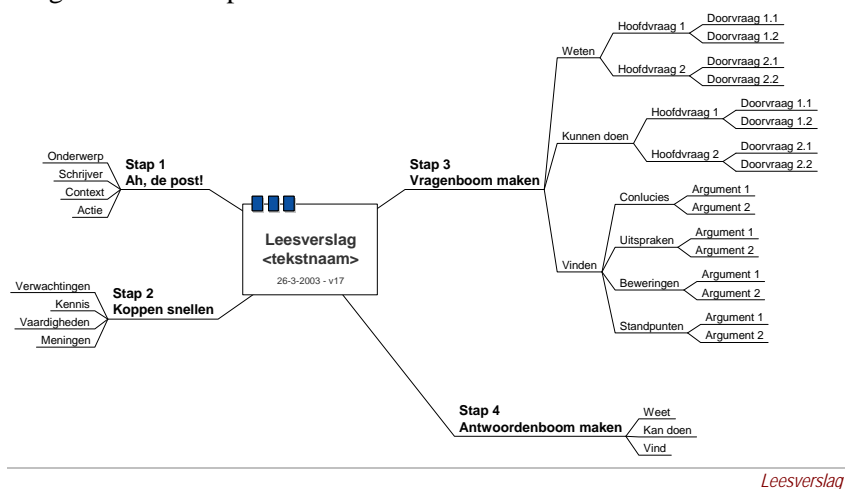 Stap 1
Ah, de post!
Onderwerp
Schrijver
Context
Actie
Stap 2
Koppen snellen
Verwachtingen
Kennis
Vaardigheden
Meningen
Leesverslag
<tekstnaam>
26-3-2003 - v17
Stap 3
Vragenboom maken
Weten
Hoofdvraag 1
Doorvraag 1.1
Doorvraag 1.2
Hoofdvraag 2
Doorvraag 2.1
Doorvraag 2.2
Kunnen doen
Hoofdvraag 1
Doorvraag 1.1
Doorvraag 1.2
Hoofdvraag 2
Doorvraag 2.1
Doorvraag 2.2
Vinden
Conlucies
Argument 1
Argument 2
Uitspraken
Argument 1
Argument 2
Beweringen
Argument 1
Argument 2
Standpunten
Argument 1
Argument 2
Stap 4
Antwoordenboom maken
Weet
Kan doen
Vind
Leesverslag